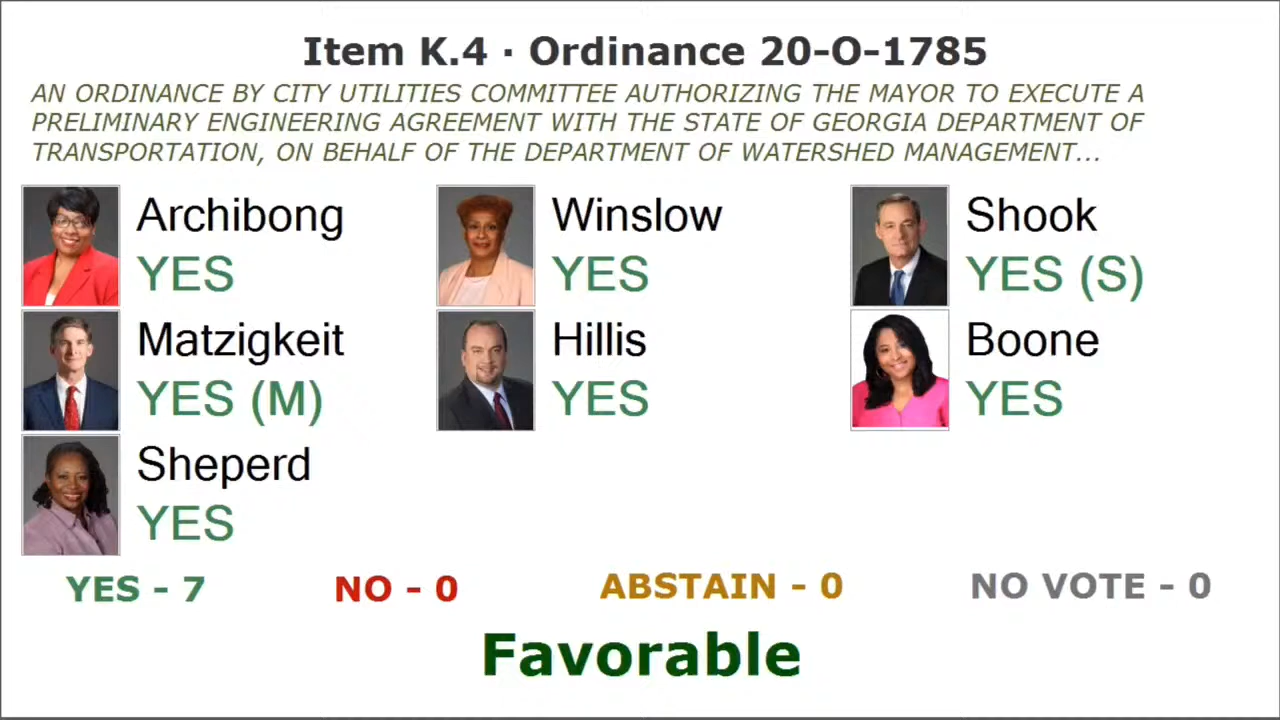 Item K.4 · Ordinance 20-O-1785
AN ORDINANCE BY CITY UTILITIES COMMITTEE AUTHORIZING THE MAYOR TO EXECUTE A
PRELIMINARY ENGINEERING AGREEMENT WITH THE STATE OF GEORGIA DEPARTMENT OF
TRANSPORTATION, ON BEHALF OF THE DEPARTMENT OF WATERSHED MANAGEMENT...
Archibong
YES
Winslow
YES
Shook
YES (S)
Matzigkeit
YES (M)
Hillis
YES
Boone
YES
Sheperd
YES
YES - 7
NO - 0
ABSTAIN - 0
NO VOTE - 0
Favorable